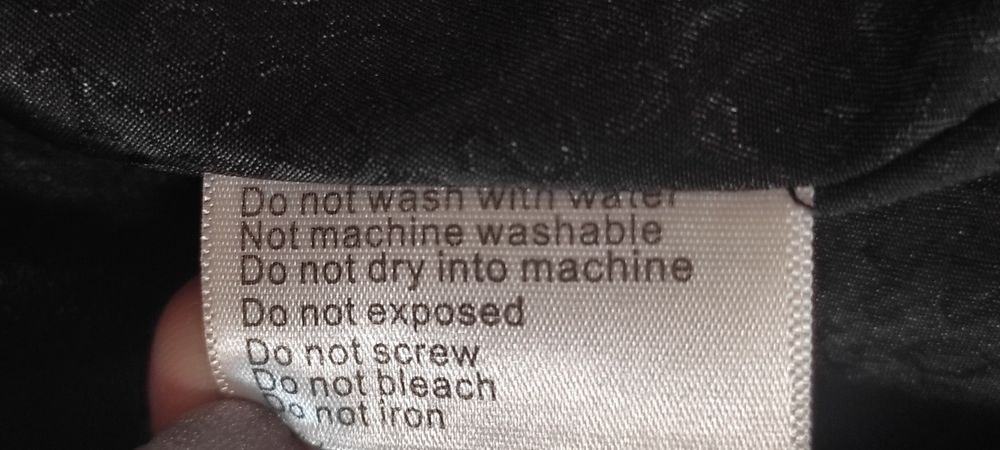 Do not wash with water
Not machine washable
Do not dry into machine
Do not exposed
Do not screw
Do not bleach
Do not iron